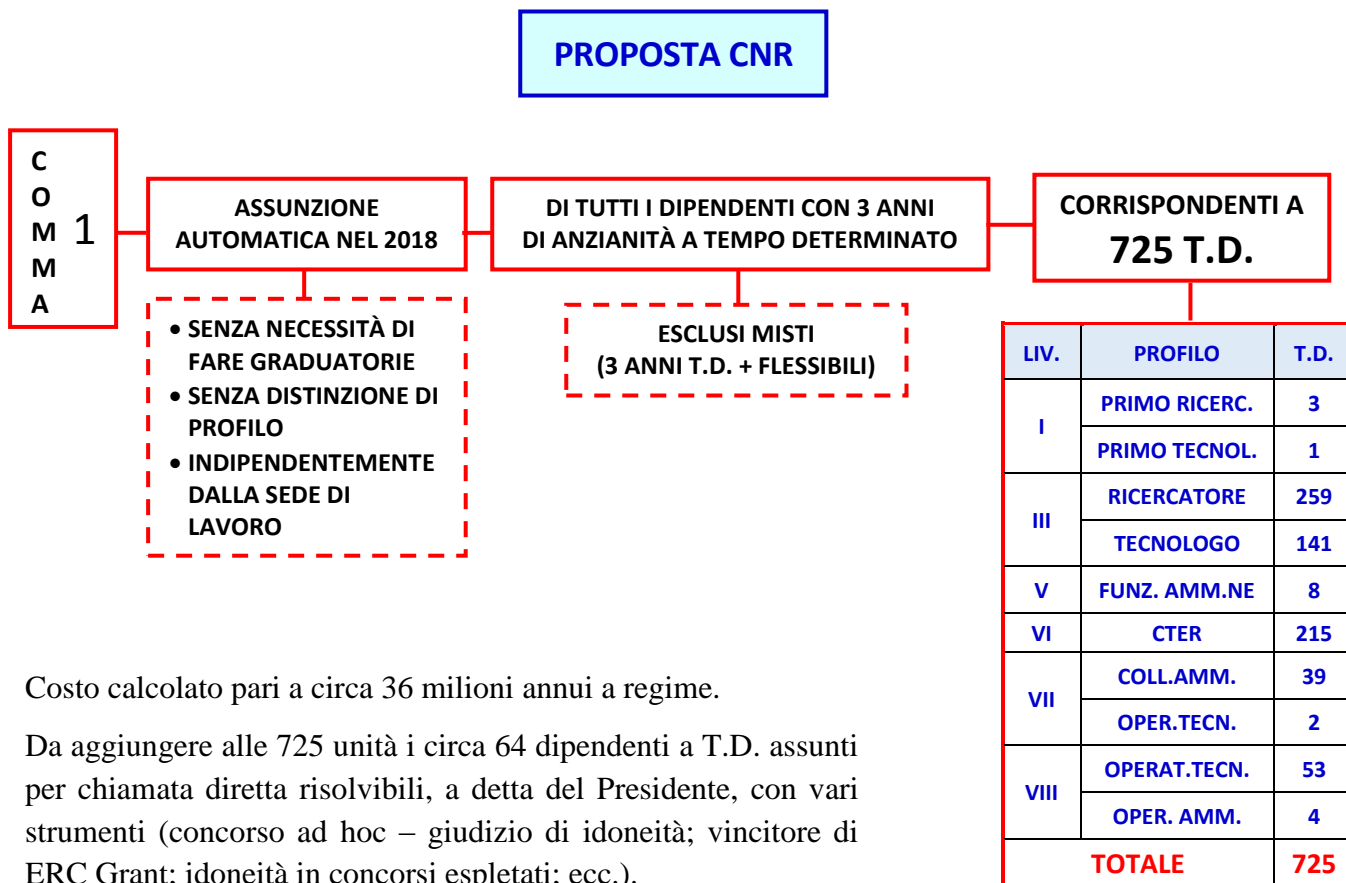 PROPOSTA CNR
C
O
M 1
M
A
ASSUNZIONE
AUTOMATICA NEL 2018
DI TUTTI I DIPENDENTI CON 3 ANNI
DI ANZIANITÀ A TEMPO DETERMINATO
CORRISPONDENTI A
725 T.D.
• SENZA NECESSITÀ DI
FARE GRADUATORIE
• SENZA DISTINZIONE DI
PROFILO
• INDIPENDENTEMENTE
DALLA SEDE DI
LAVORO
ESCLUSI MISTI
(3 ANNI T.D. + FLESSIBILI)
LIV. PROFILO T.D.
I PRIMO RICERC. 3
PRIMO TECNOL. 1
III RICERCATORE 259
TECNOLOGO 141
V FUNZ. AMM.NE 8
VI CTER 215
VII COLL.AMM. 39
OPER.TECN. 2
VIII OPERAT.TECN. 53
OPER. AMM. 4
TOTALE 725
Costo calcolato pari a circa 36 milioni annui a regime.
Da aggiungere alle 725 unità i circa 64 dipendenti a T.D. assunti
per chiamata diretta risolvibili, a detta del Presidente, con vari
strumenti (concorso ad hoc – giudizio di idoneità; vincitore di
ERC Grant; idoneità in concorsi espletati; ecc.).